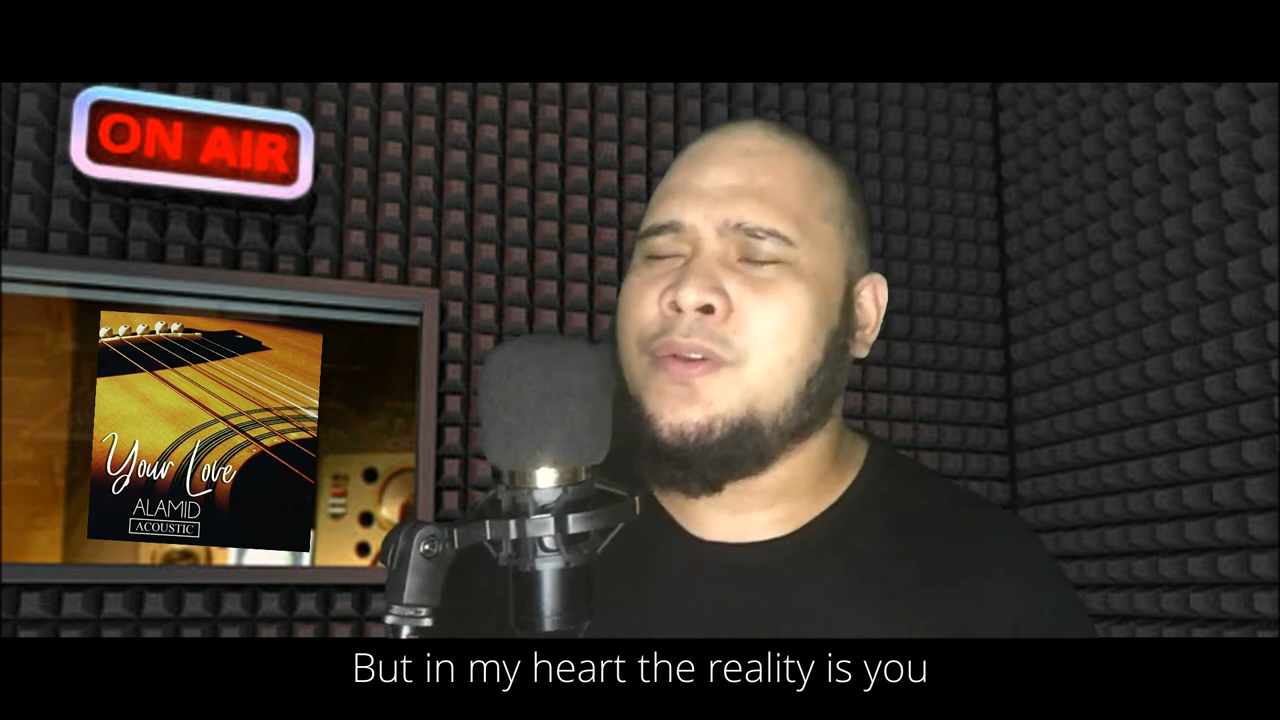 ON AIR
Your Love
ALAMID
ACOUSTIC
But in my heart the reality is you